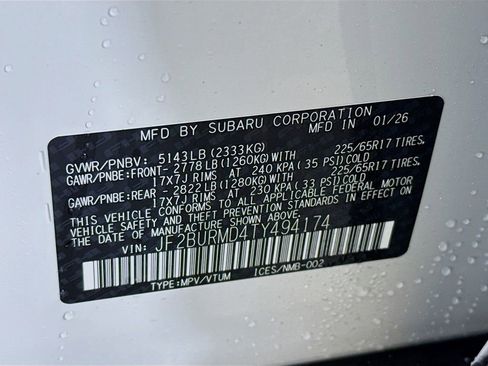 MFD BY SUBARU CORPORATION
MFD IN 01/26
GVWR/PNBV: 5143LB(2333KG)
GAWR/PNBE:FRONT-2778LB(1260KG)WITH 225/65R17 TIRES.
17X7J RIMS AT 240 KPA( 35 PSI)COLD
GAWR/PNBE:REAR -2822LB(1280KG)WITH 225/65R17 TIRES.
17X7J RIMS AT 230 KPA( 33 PSI)COLD
THIS VEHICLE CONFORMS TO ALL APPLICABLE FEDERAL MOTOR
VEHICLE SAFETY AND THEFT PREVENTION STANDARDS IN EFFECT ON
THE DATE OF MANUFACTURE SHOWN ABOVE.
VIN: JF2BURMD4TY494174
TYPE:MPV/VTUM ICES/NMB-002